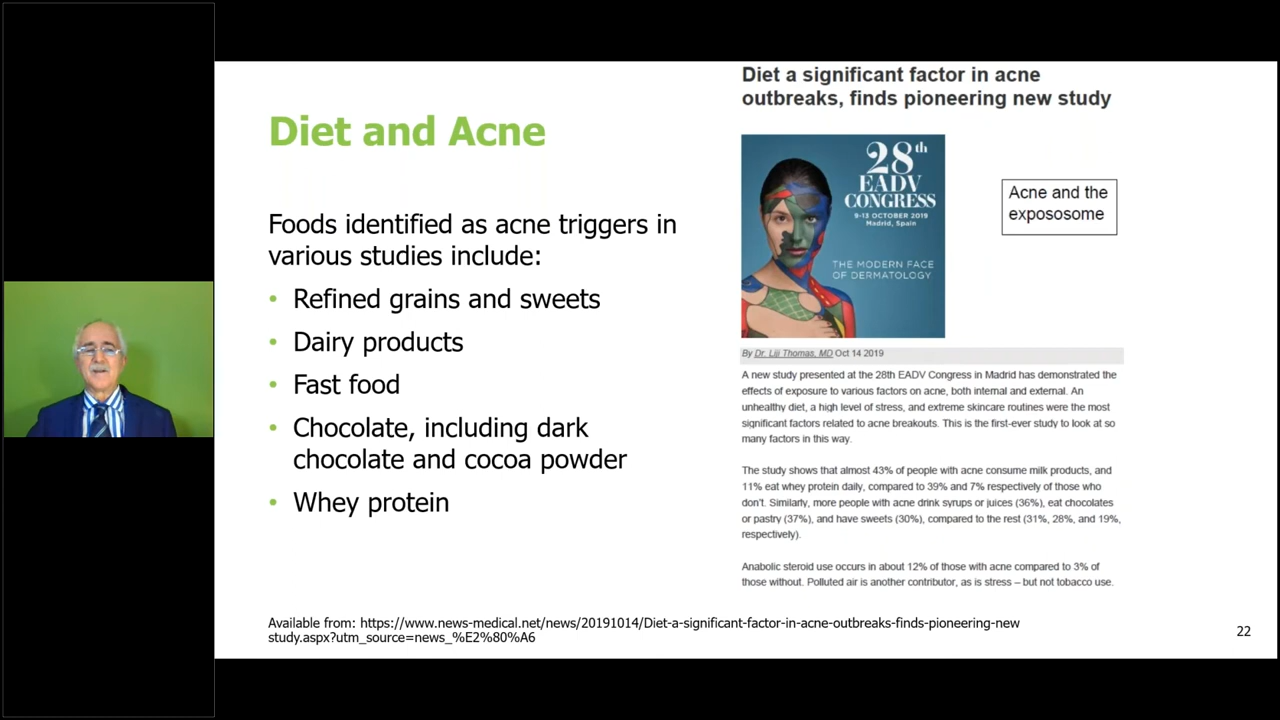 Diet and Acne
Foods identified as acne triggers in
various studies include:
• Refined grains and sweets
• Dairy products
• Fast food
• Chocolate, including dark
chocolate and cocoa powder
• Whey protein
Diet a significant factor in acne
outbreaks, finds pioneering new study
28th
EADV
CONGRESS
9-13 OCTOBER 2019
Madrid, Spain
THE MODERN FACE
OF DERMATOLOGY
Acne and the
expososome
By Dr. Liji Thomas, MD Oct 14 2019
A new study presented at the 28th EADV Congress in Madrid has demonstrated the
effects of exposure to various factors on acne, both internal and external. An
unhealthy diet, a high level of stress, and extreme skincare routines were the most
significant factors related to acne breakouts. This is the first-ever study to look at so
many factors in this way.
The study shows that almost 43% of people with acne consume milk products, and
11% eat whey protein daily, compared to 39% and 7% respectively of those who
don't. Similarly, more people with acne drink syrups or juices (36%), eat chocolates
or pastry (37%), and have sweets (30%), compared to the rest (31%, 28%, and 19%,
respectively).
Anabolic steroid use occurs in about 12% of those with acne compared to 3% of
those without. Polluted air is another contributor, as is stress – but not tobacco use.
Available from: https://www.news-medical.net/news/20191014/Diet-a-significant-factor-in-acne-outbreaks-finds-pioneering-new
study.aspx?utm_source=news_%E2%80%A6
22